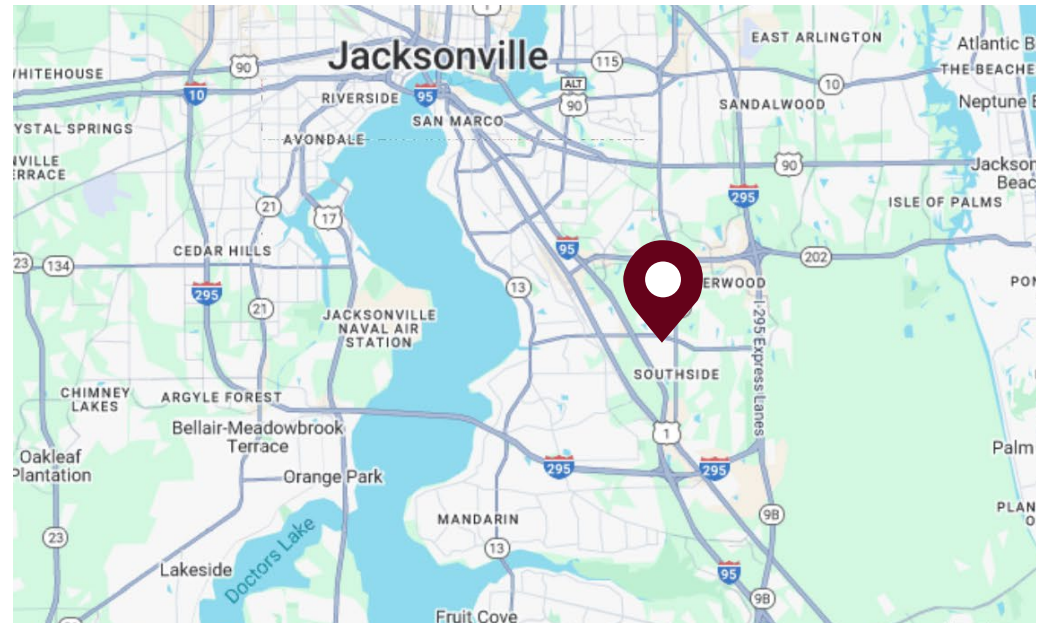 1
Jacksonville
EAST ARLINGTON
Atlantic B
90
115
THE BEACHE
WHITEHOUSE
10
RIVERSIDE
95
ALT
90
10
SANDALWOOD
Neptune
SAN MARCO
YSTAL SPRINGS
AVONDALE
NVILLE
ERRACE
90
Jackson
Beac
295
21
17
ISLE OF PALMS
CEDAR HILLS
95
202
23
134
295
13
ERWOOD
PO
21
JACKSONVILLE
NAVAL AIR
STATION
I-295 Express Lanes
SOUTHSIDE
CHIMNEY
LAKES
ARGYLE FOREST
Bellair-Meadowbrook
Terrace
1
Oakleaf
Plantation
Orange Park
295
295
Palm
MANDARIN
9B
PLAN
O
23
13
Doctors Lake
Lakeside
95
9B
Fruit Cove